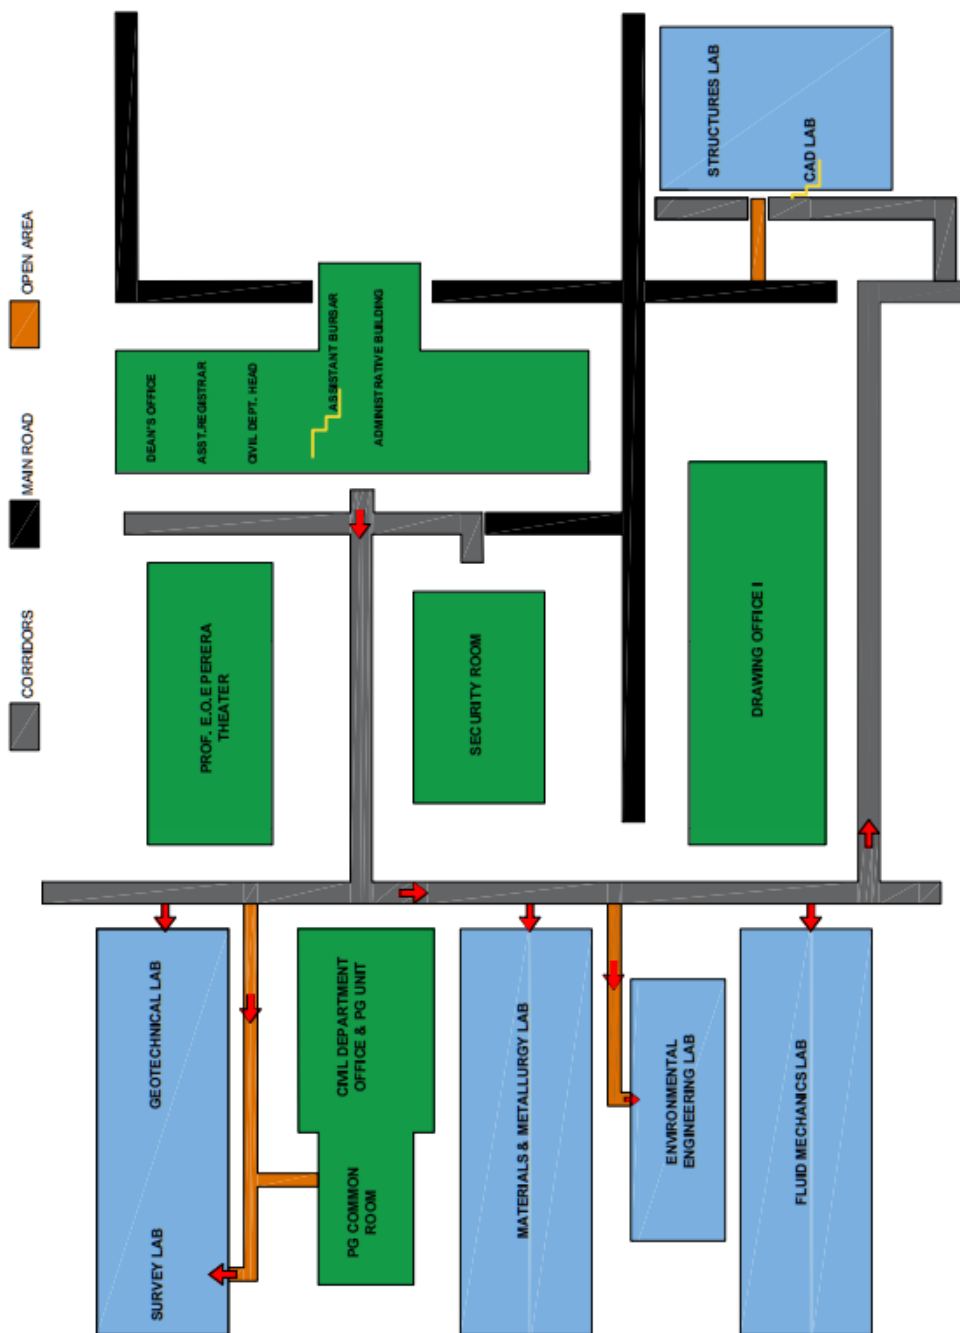 CORRIDORS
MAIN ROAD
OPEN AREA
SURVEY LAB
GEOTECHNICAL LAB
PROF. E.O.E PERERA
THEATER
DEAN'S OFFICE
ASST.REGISTRAR
CIVIL DEPT. HEAD
ASSISTANT BURSAR
ADMINISTRATIVE BUILDING
PG COMMON
ROOM
CIVIL DEPARTMENT
OFFICE & PG UNIT
SECURITY ROOM
MATERIALS & METALLURGY LAB
ENVIRONMENTAL
ENGINEERING LAB
DRAWING OFFICE I
STRUCTURES LAB
CAD LAB
FLUID MECHANICS LAB